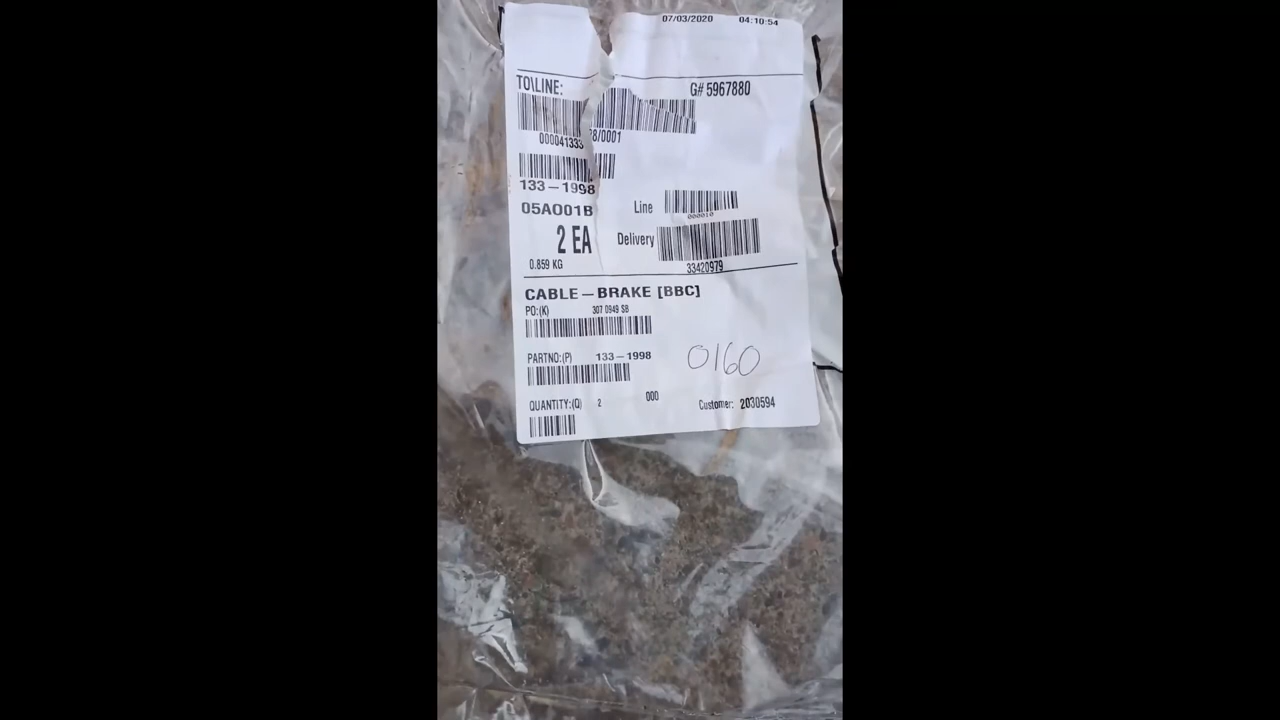 07/03/2020 04:10:54
TO\LINE: G# 5967880
000041333 8/0001
133-1998
05A001B Line
000010
2 EA Delivery
0.859 KG 33420979
CABLE-BRAKE [BBC]
PO:(K) 307 0949 SB
PARTNO:(P) 133-1998
0160
QUANTITY:(Q) 2 000 Customer: 2030594